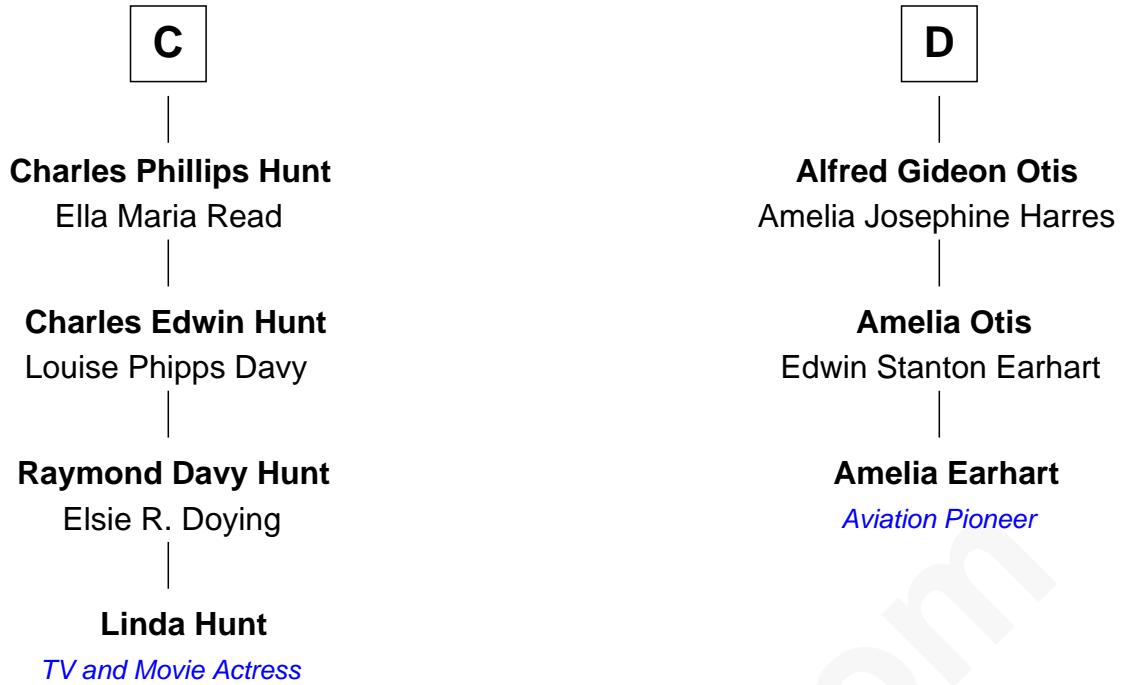 C
Charles Phillips Hunt
Ella Maria Read
Charles Edwin Hunt
Louise Phipps Davy
Raymond Davy Hunt
Elsie R. Doying
Linda Hunt
TV and Movie Actress
D
Alfred Gideon Otis
Amelia Josephine Harres
Amelia Otis
Edwin Stanton Earhart
Amelia Earhart
Aviation Pioneer
om